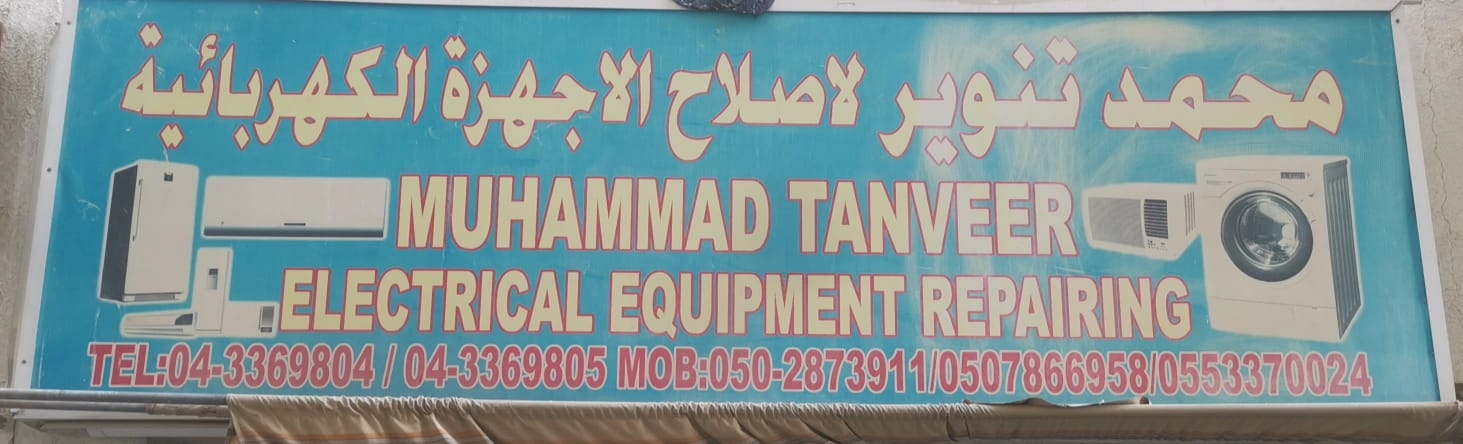 محمد تنوير لاصلاح الاجهزة الكهربائية
MUHAMMAD TANVEER
ELECTRICAL EQUIPMENT REPAIRING
TEL:04-3369804 / 04-3369805 MOB:050-2873911/0507866958/0553370024